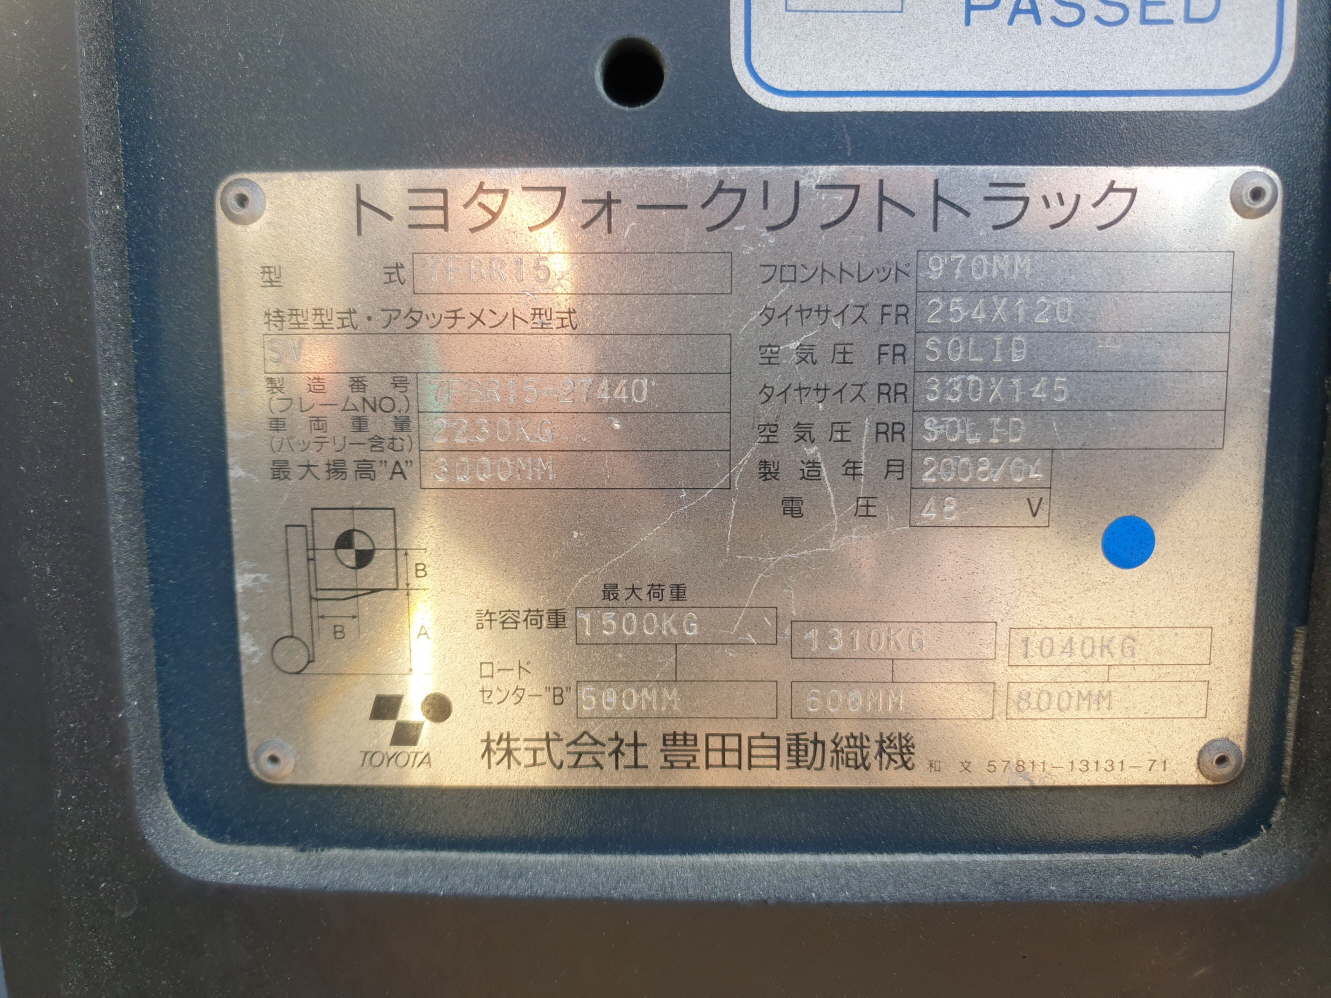 PASSED
トヨタフォークリフトトラック
型式 7FBR15
特型型式・アタッチメント型式
SV
製造番号 (フレームNO.) 7FBR15-27440
車両重量 (バッテリー含む) 2230KG
最大揚高"A" 3000MM
フロントトレッド 970MM
タイヤサイズ FR 254X120
空気圧 FR SOLID
タイヤサイズ RR 330X145
空気圧 RR SOLID
製造年月 2008/04
電圧 48 V
B
B
A
最大荷重
許容荷重 1500KG 1310KG 1040KG
ロードセンター"B" 500MM 600MM 800MM
TOYOTA
株式会社 豊田自動織機 和文 57811-13131-71